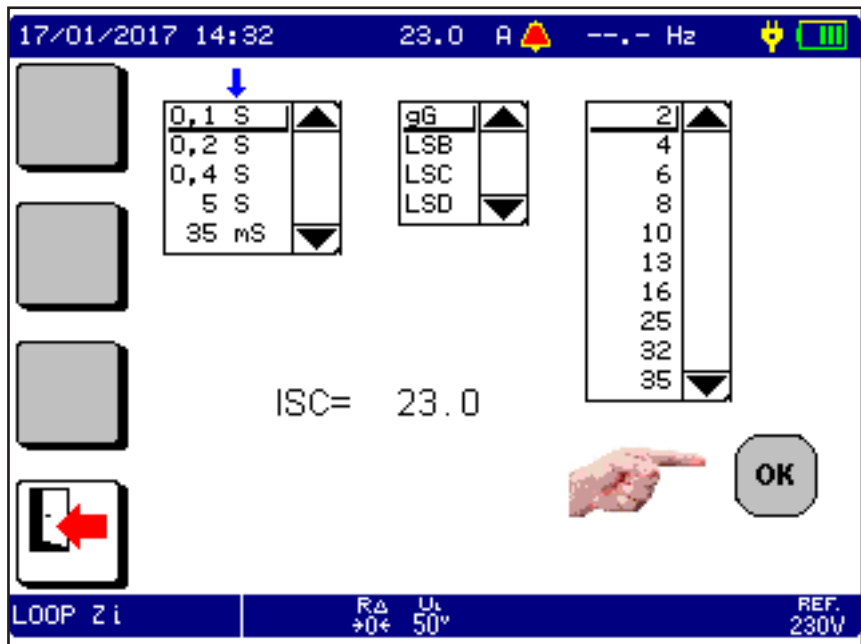 17/01/2017 14:32 23.0 A --.- Hz
0,1 S
0,2 S
0,4 S
5 S
35 mS
gG
LSB
LSC
LSD
2
4
6
8
10
13
16
25
32
35
ISC= 23.0
OK
LOOP Zi
RΔ
→0←
UL
50V
REF.
230V